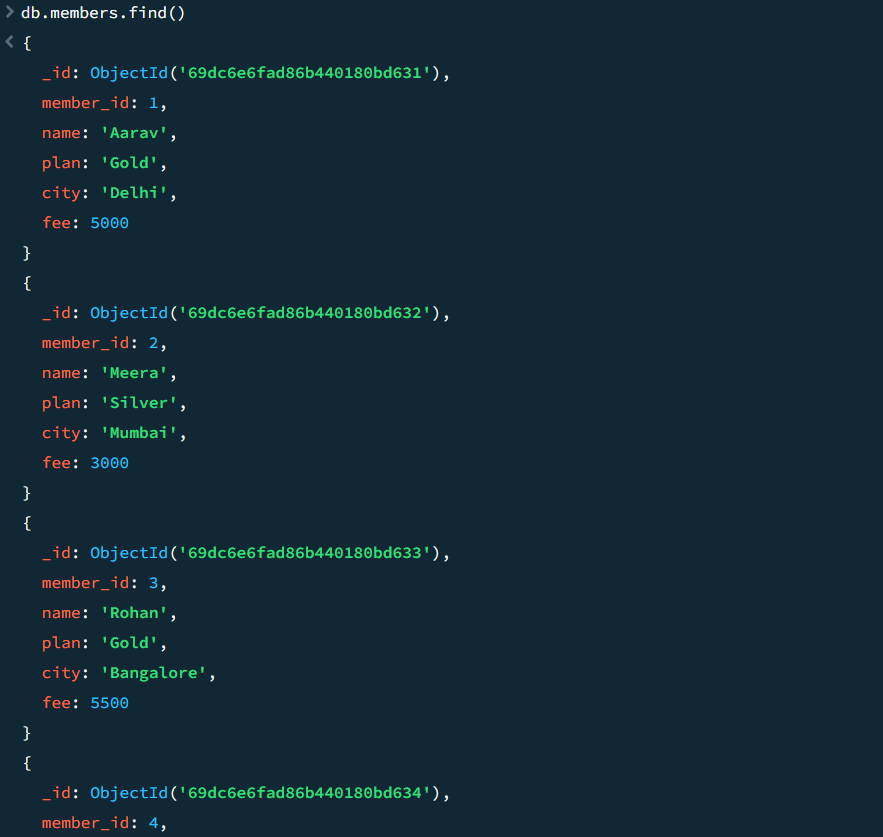 > db.members.find()
< {
_id: ObjectId('69dc6e6fad86b440180bd631'),
member_id: 1,
name: 'Aarav',
plan: 'Gold',
city: 'Delhi',
fee: 5000
}
{
_id: ObjectId('69dc6e6fad86b440180bd632'),
member_id: 2,
name: 'Meera',
plan: 'Silver',
city: 'Mumbai',
fee: 3000
}
{
_id: ObjectId('69dc6e6fad86b440180bd633'),
member_id: 3,
name: 'Rohan',
plan: 'Gold',
city: 'Bangalore',
fee: 5500
}
{
_id: ObjectId('69dc6e6fad86b440180bd634'),
member_id: 4,